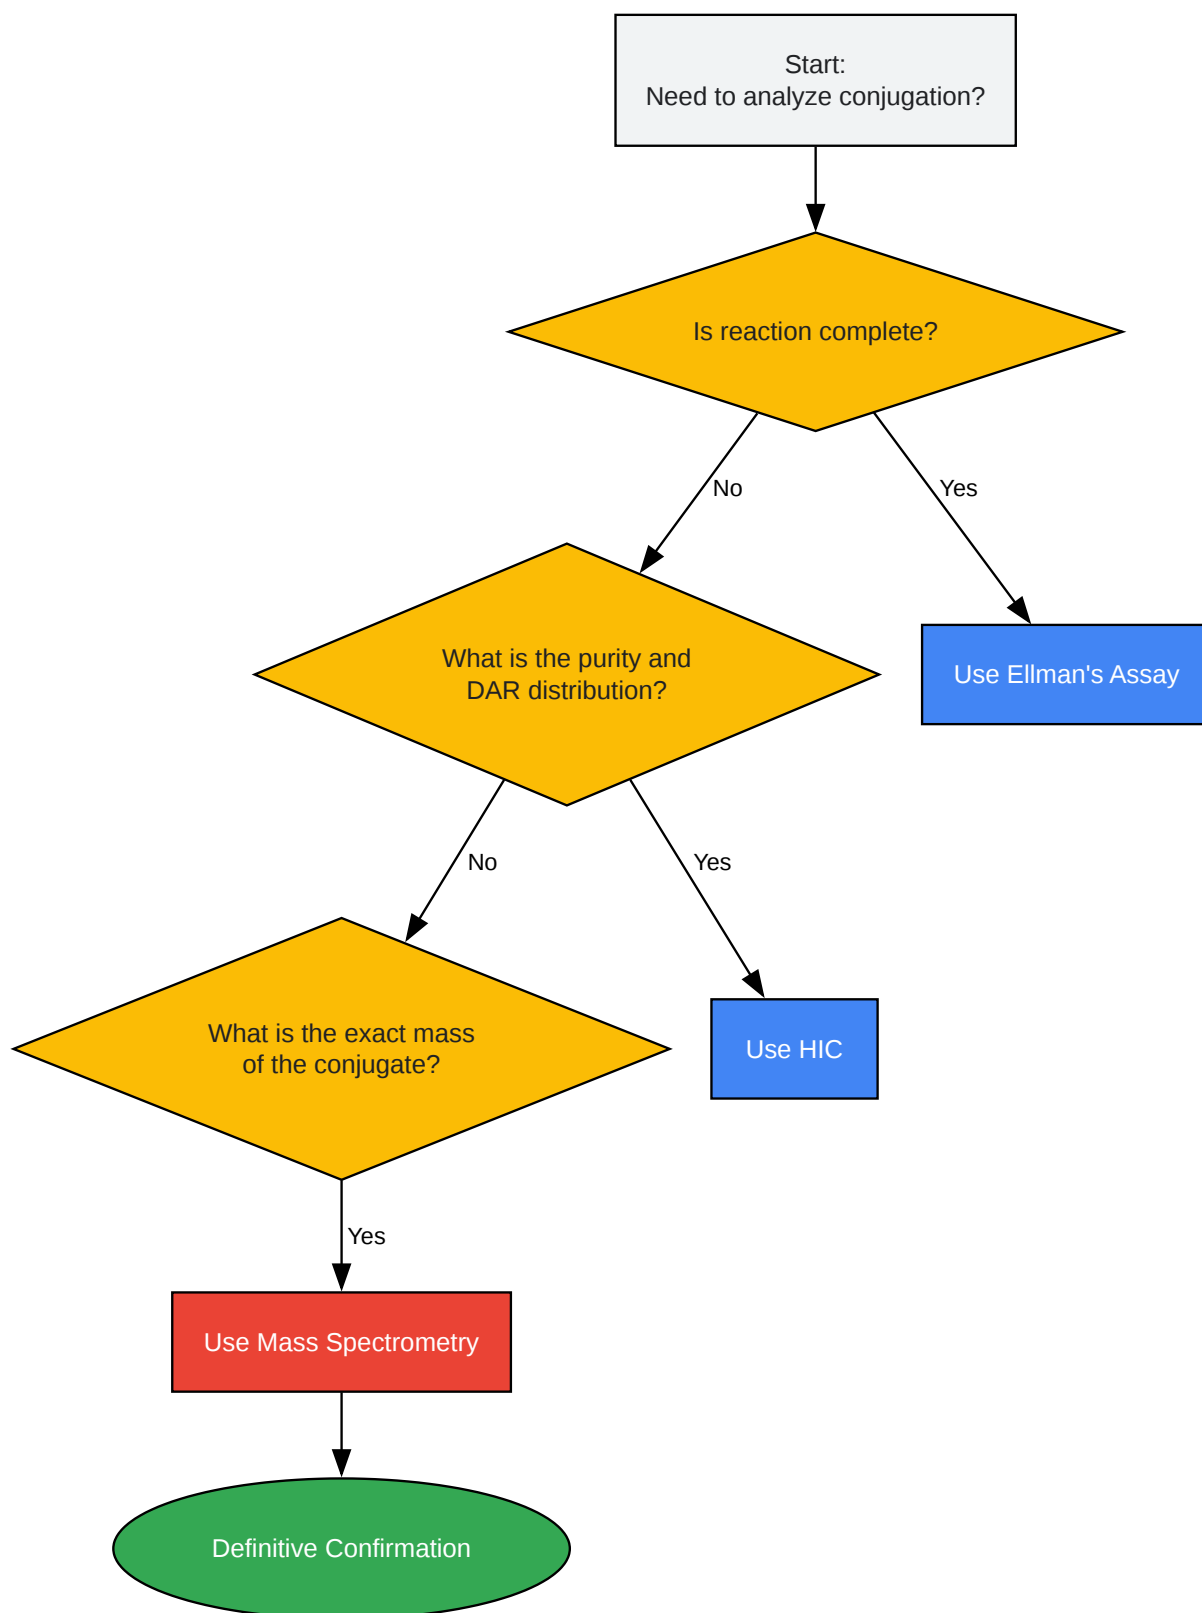 Start:
Need to analyze conjugation?
Is reaction complete?
No
Yes
What is the purity and
DAR distribution?
Use Ellman's Assay
No
Yes
What is the exact mass
of the conjugate?
Use HIC
Yes
Use Mass Spectrometry
Definitive Confirmation